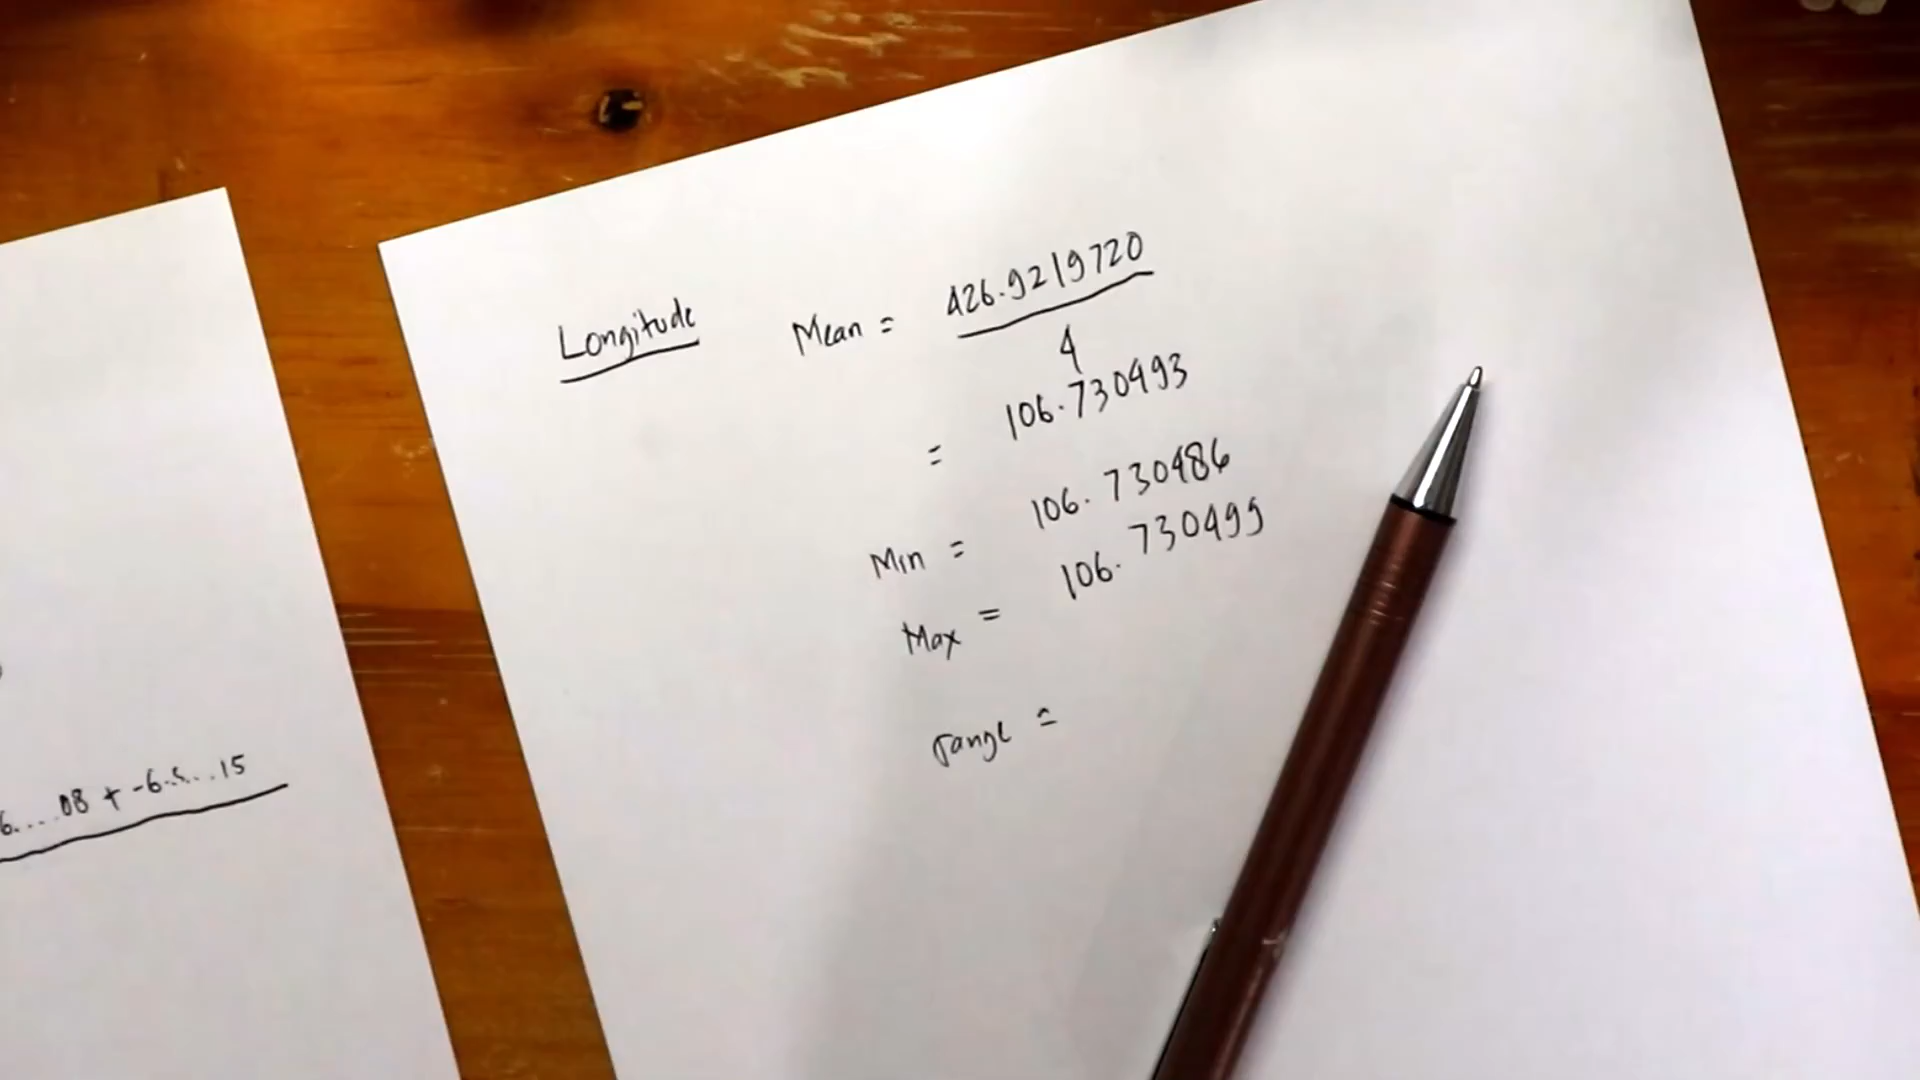 6....08 + -6.5...15
Longitude Mean = 426.9219720
4
= 106.730493
Min = 106.730486
Max = 106.730499
range =